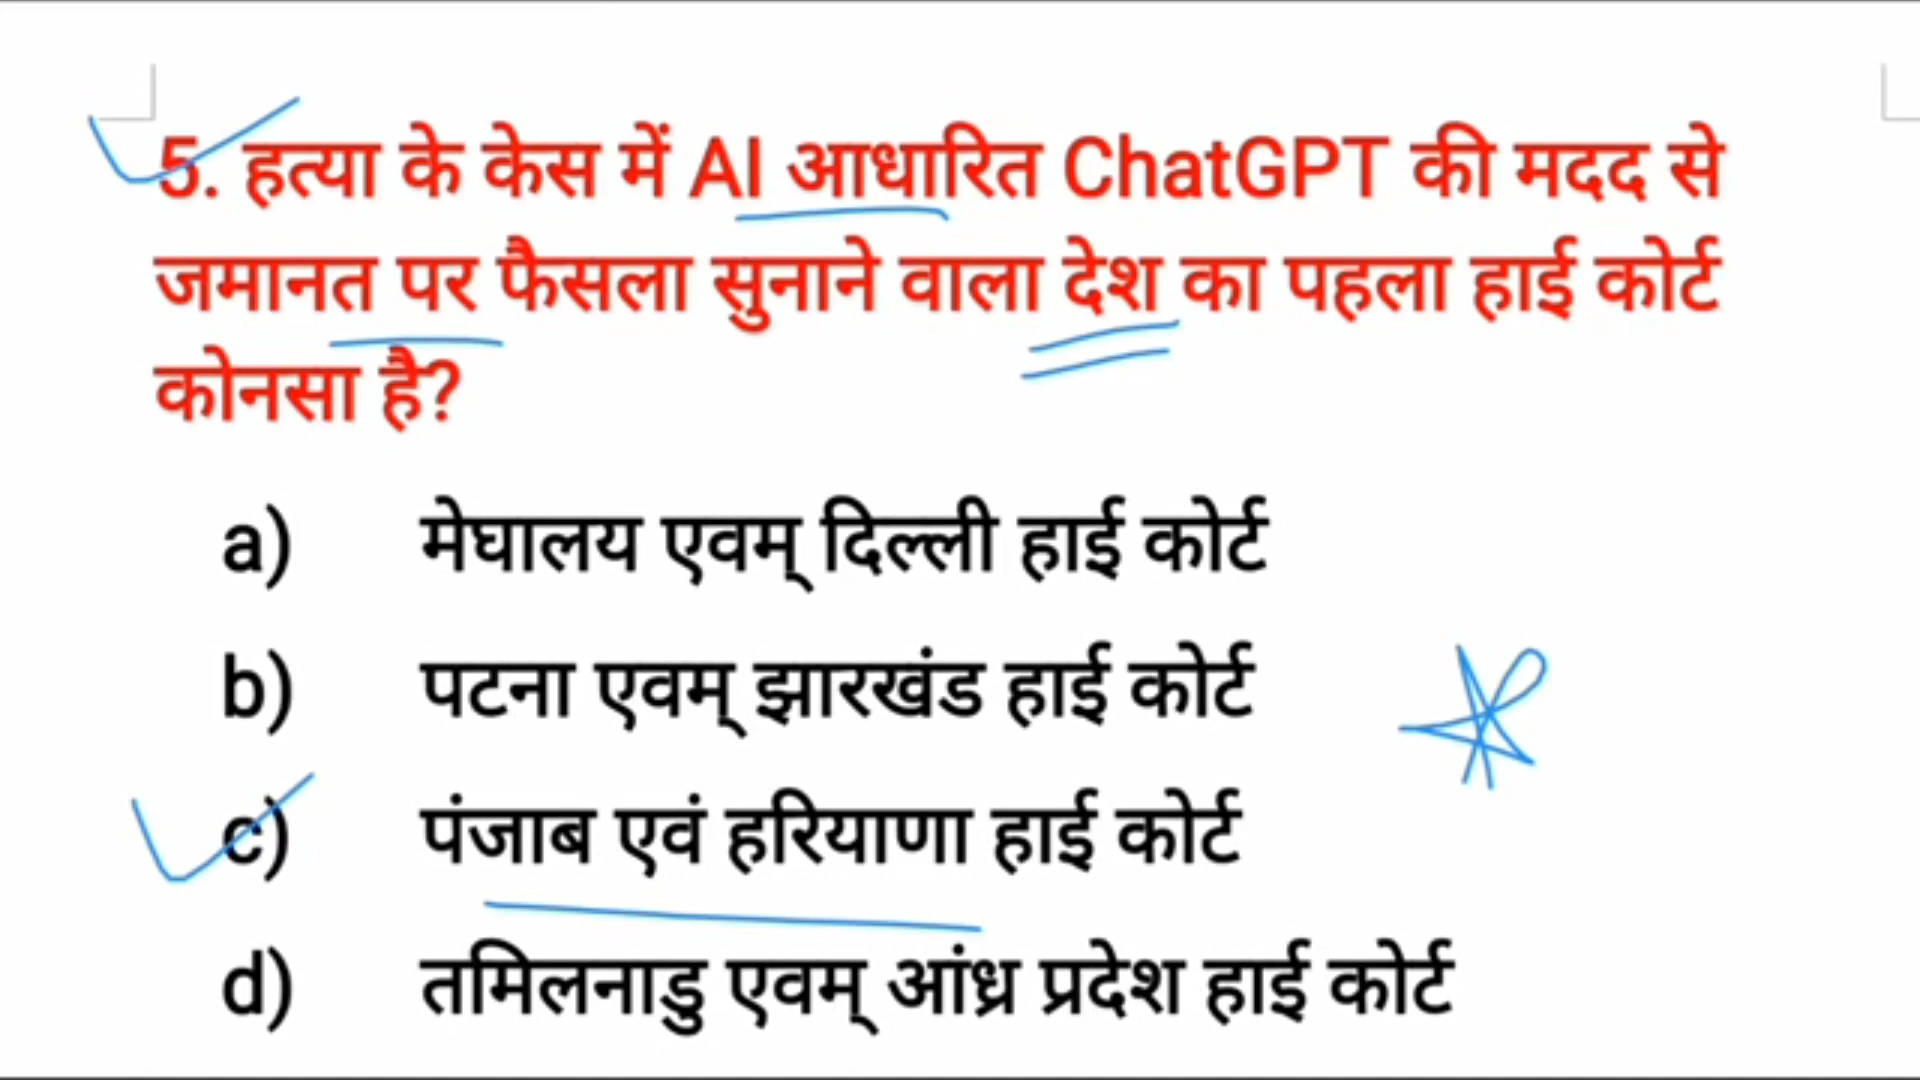 5. हत्या के केस में AI आधारित ChatGPT की मदद से
जमानत पर फैसला सुनाने वाला देश का पहला हाई कोर्ट
कोनसा है?
a) मेघालय एवम् दिल्ली हाई कोर्ट
b) पटना एवम् झारखंड हाई कोर्ट
c) पंजाब एवं हरियाणा हाई कोर्ट
d) तमिलनाडु एवम् आंध्र प्रदेश हाई कोर्ट